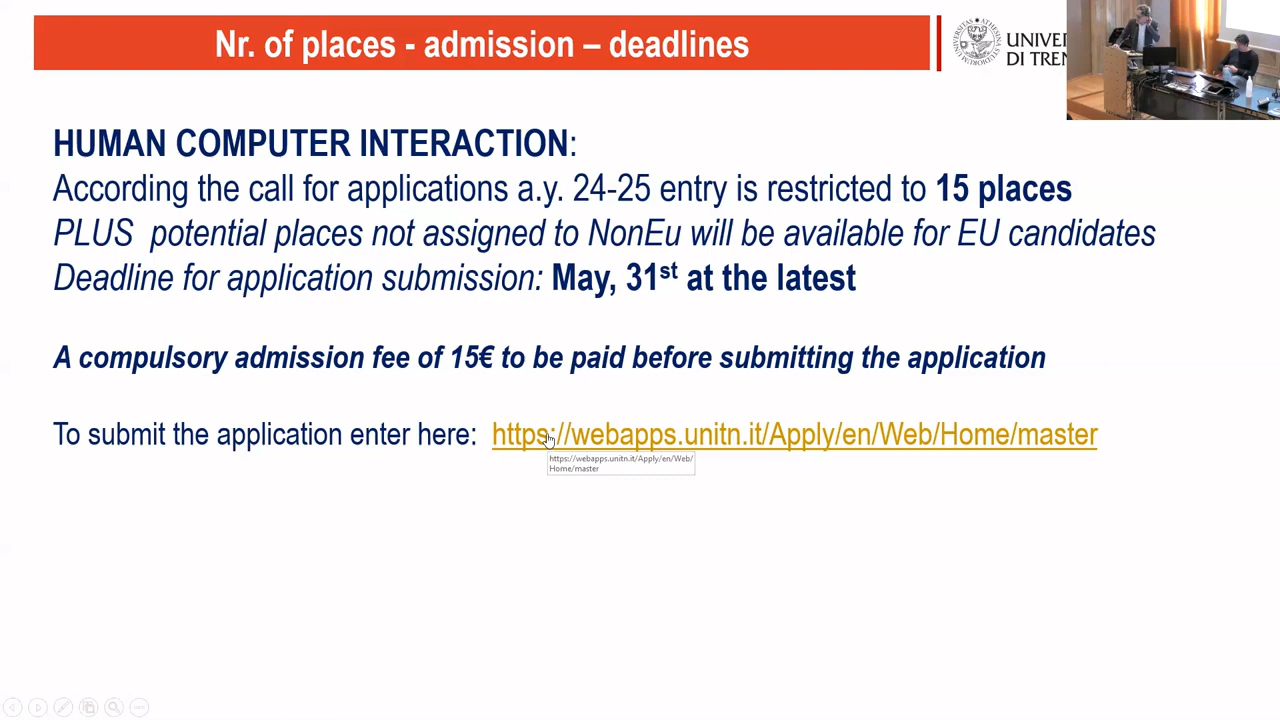 Nr. of places - admission – deadlines
UNIVER
DI TREN
HUMAN COMPUTER INTERACTION:
According the call for applications a.y. 24-25 entry is restricted to 15 places
PLUS potential places not assigned to NonEu will be available for EU candidates
Deadline for application submission: May, 31st at the latest
A compulsory admission fee of 15€ to be paid before submitting the application
To submit the application enter here: https://webapps.unitn.it/Apply/en/Web/Home/master
https://webapps.unitn.it/Apply/en/Web/
Home/master